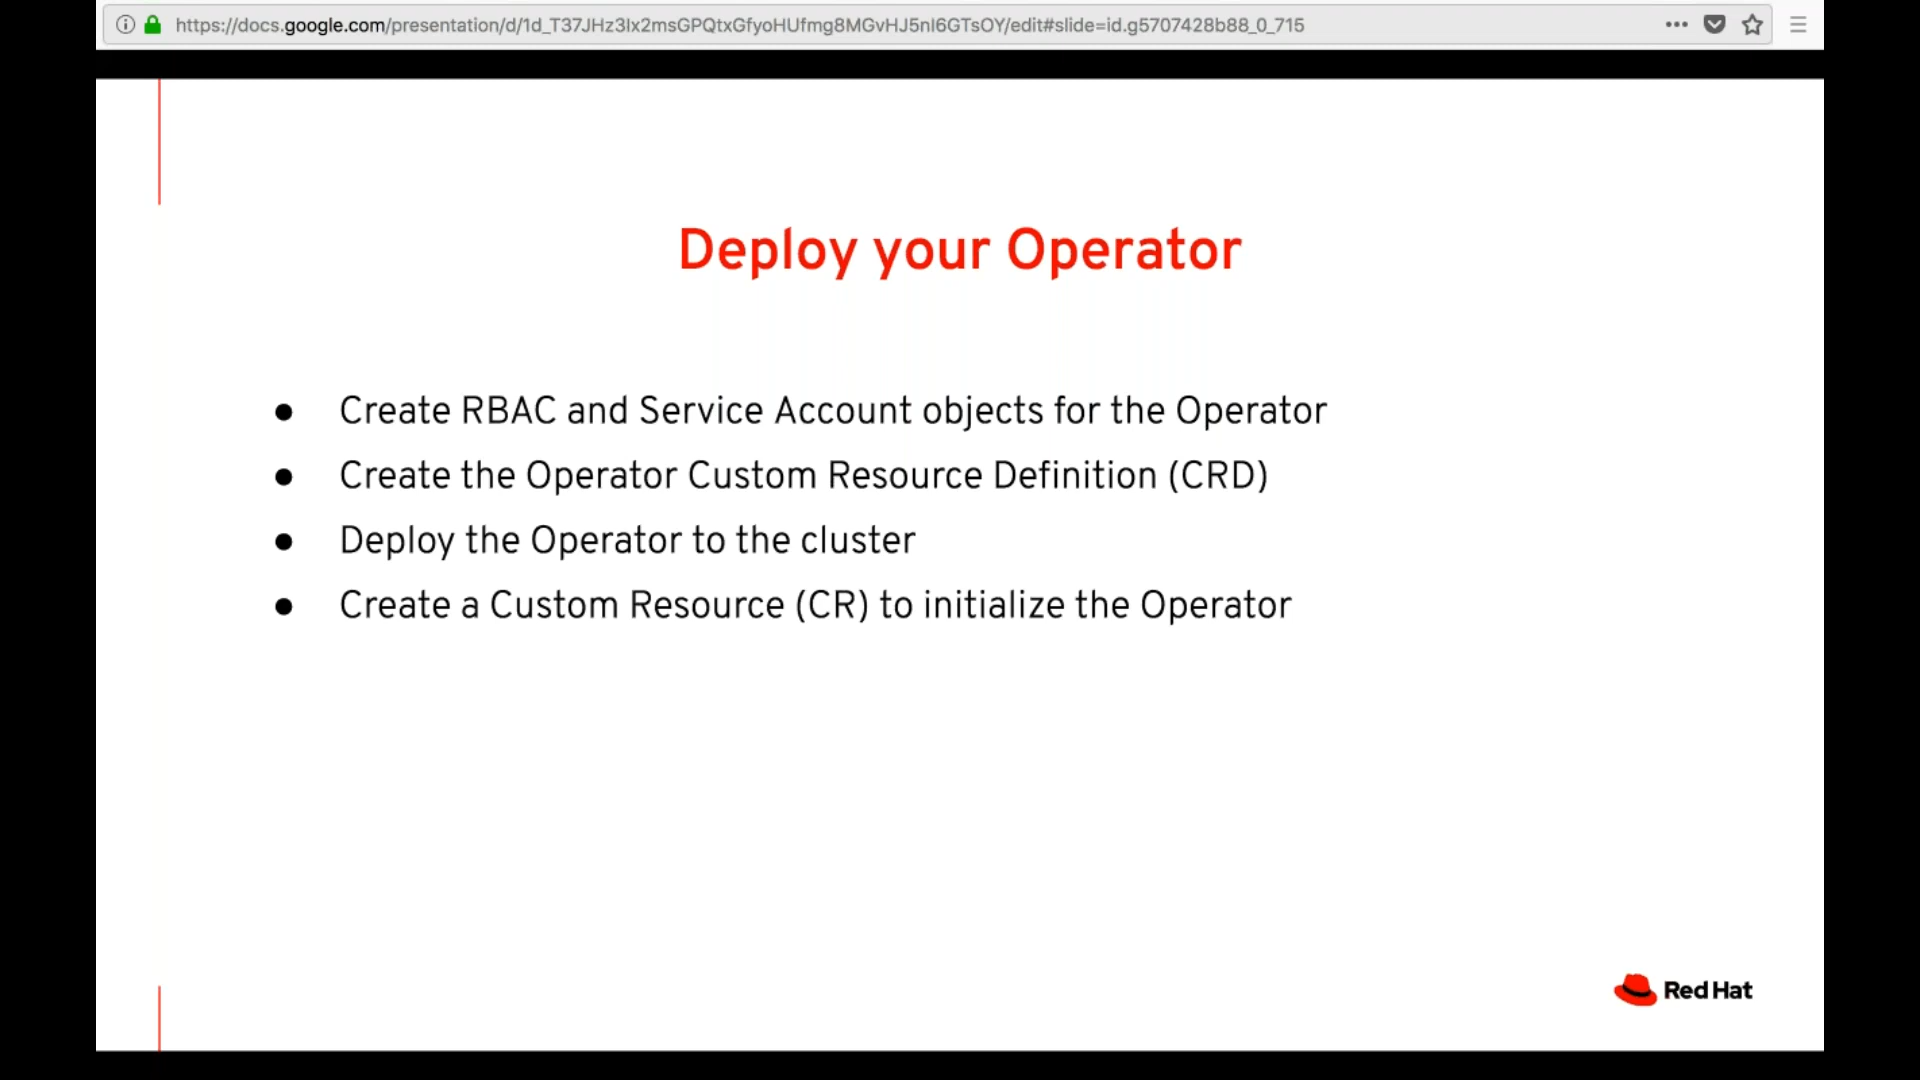 https://docs.google.com/presentation/d/1d_T37JHz3Ix2msGPQtxGfyoHUfmg8MGvHJ5nI6GTsOY/edit#slide=id.g5707428b88_0_715
Deploy your Operator
● Create RBAC and Service Account objects for the Operator
● Create the Operator Custom Resource Definition (CRD)
● Deploy the Operator to the cluster
● Create a Custom Resource (CR) to initialize the Operator
Red Hat